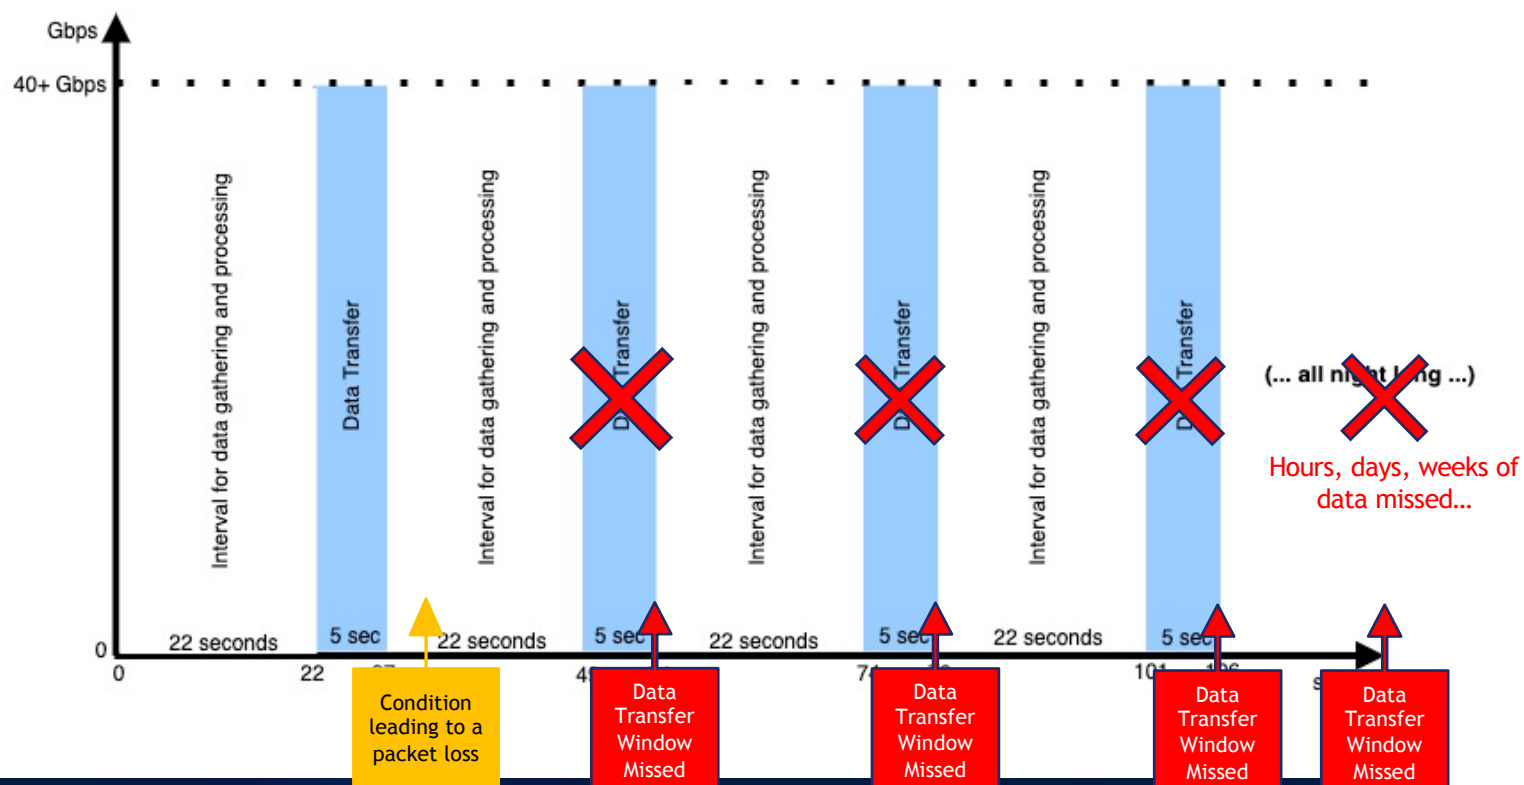 Gbps
40+ Gbps
Interval for data gathering and processing
Data Transfer
Interval for data gathering and processing
Transfer
Interval for data gathering and processing
Transfer
Interval for data gathering and processing
Transfer
(... all night long ...)
Hours, days, weeks of
data missed…
0
22 seconds
5 sec
22 seconds
5 sec
22 seconds
5 sec
22 seconds
5 sec
0
22
101
Condition
leading to a
packet loss
Data
Transfer
Window
Missed
Data
Transfer
Window
Missed
Data
Transfer
Window
Missed
Data
Transfer
Window
Missed